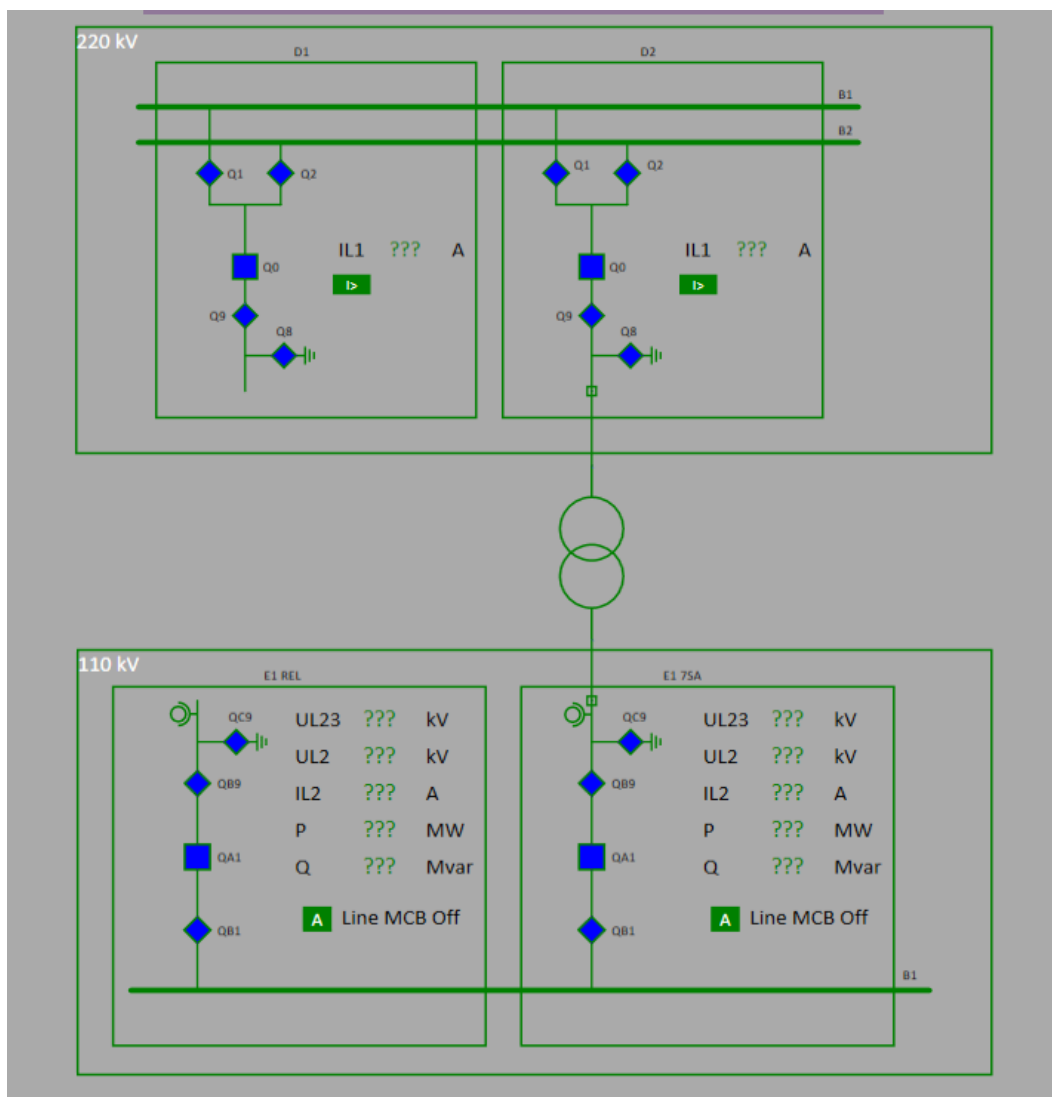 220 kV
D1
D2
B1
B2
Q1
Q2
Q1
Q2
IL1 ??? A
IL1 ??? A
Q0
Q0
I>
I>
Q9
Q9
Q8
Q8
110 kV
E1 REL
E1 7SA
QC9
UL23 ??? kV
UL2 ??? kV
QB9
IL2 ??? A
P ??? MW
QA1
Q ??? Mvar
A Line MCB Off
QB1
QC9
UL23 ??? kV
UL2 ??? kV
QB9
IL2 ??? A
P ??? MW
QA1
Q ??? Mvar
A Line MCB Off
QB1
B1